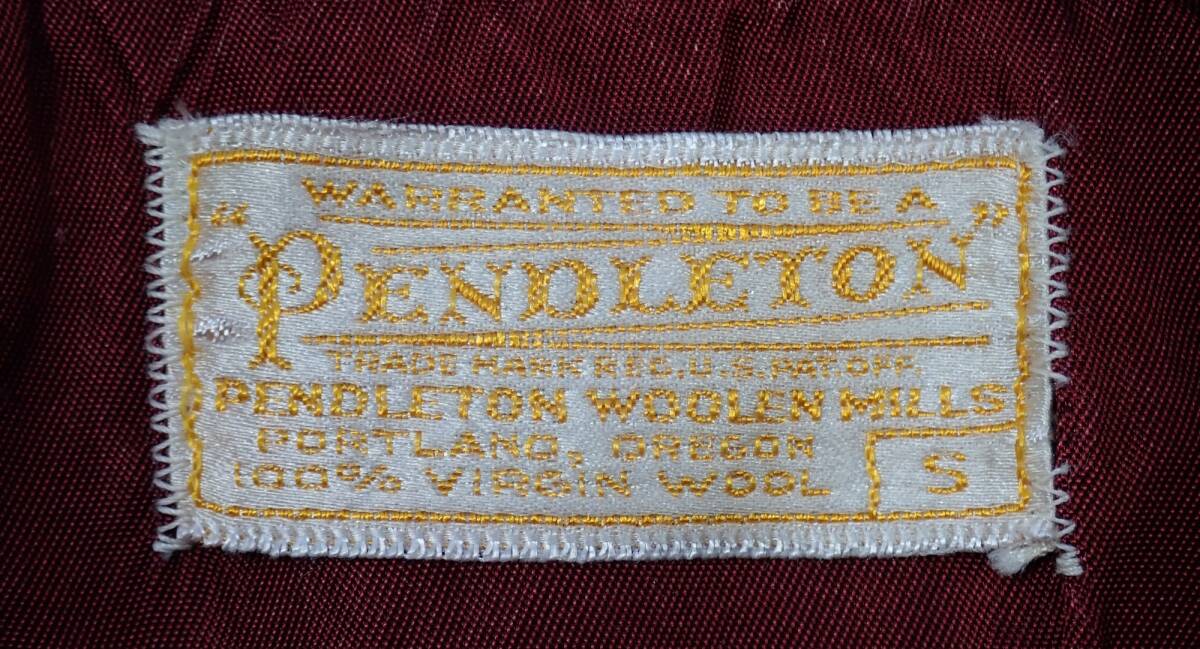 WARRANTED TO BE A
"PENDLETON"
TRADE MARK REG. U.S. PAT. OFF.
PENDLETON WOOLEN MILLS
PORTLAND, OREGON
100% VIRGIN WOOL
S